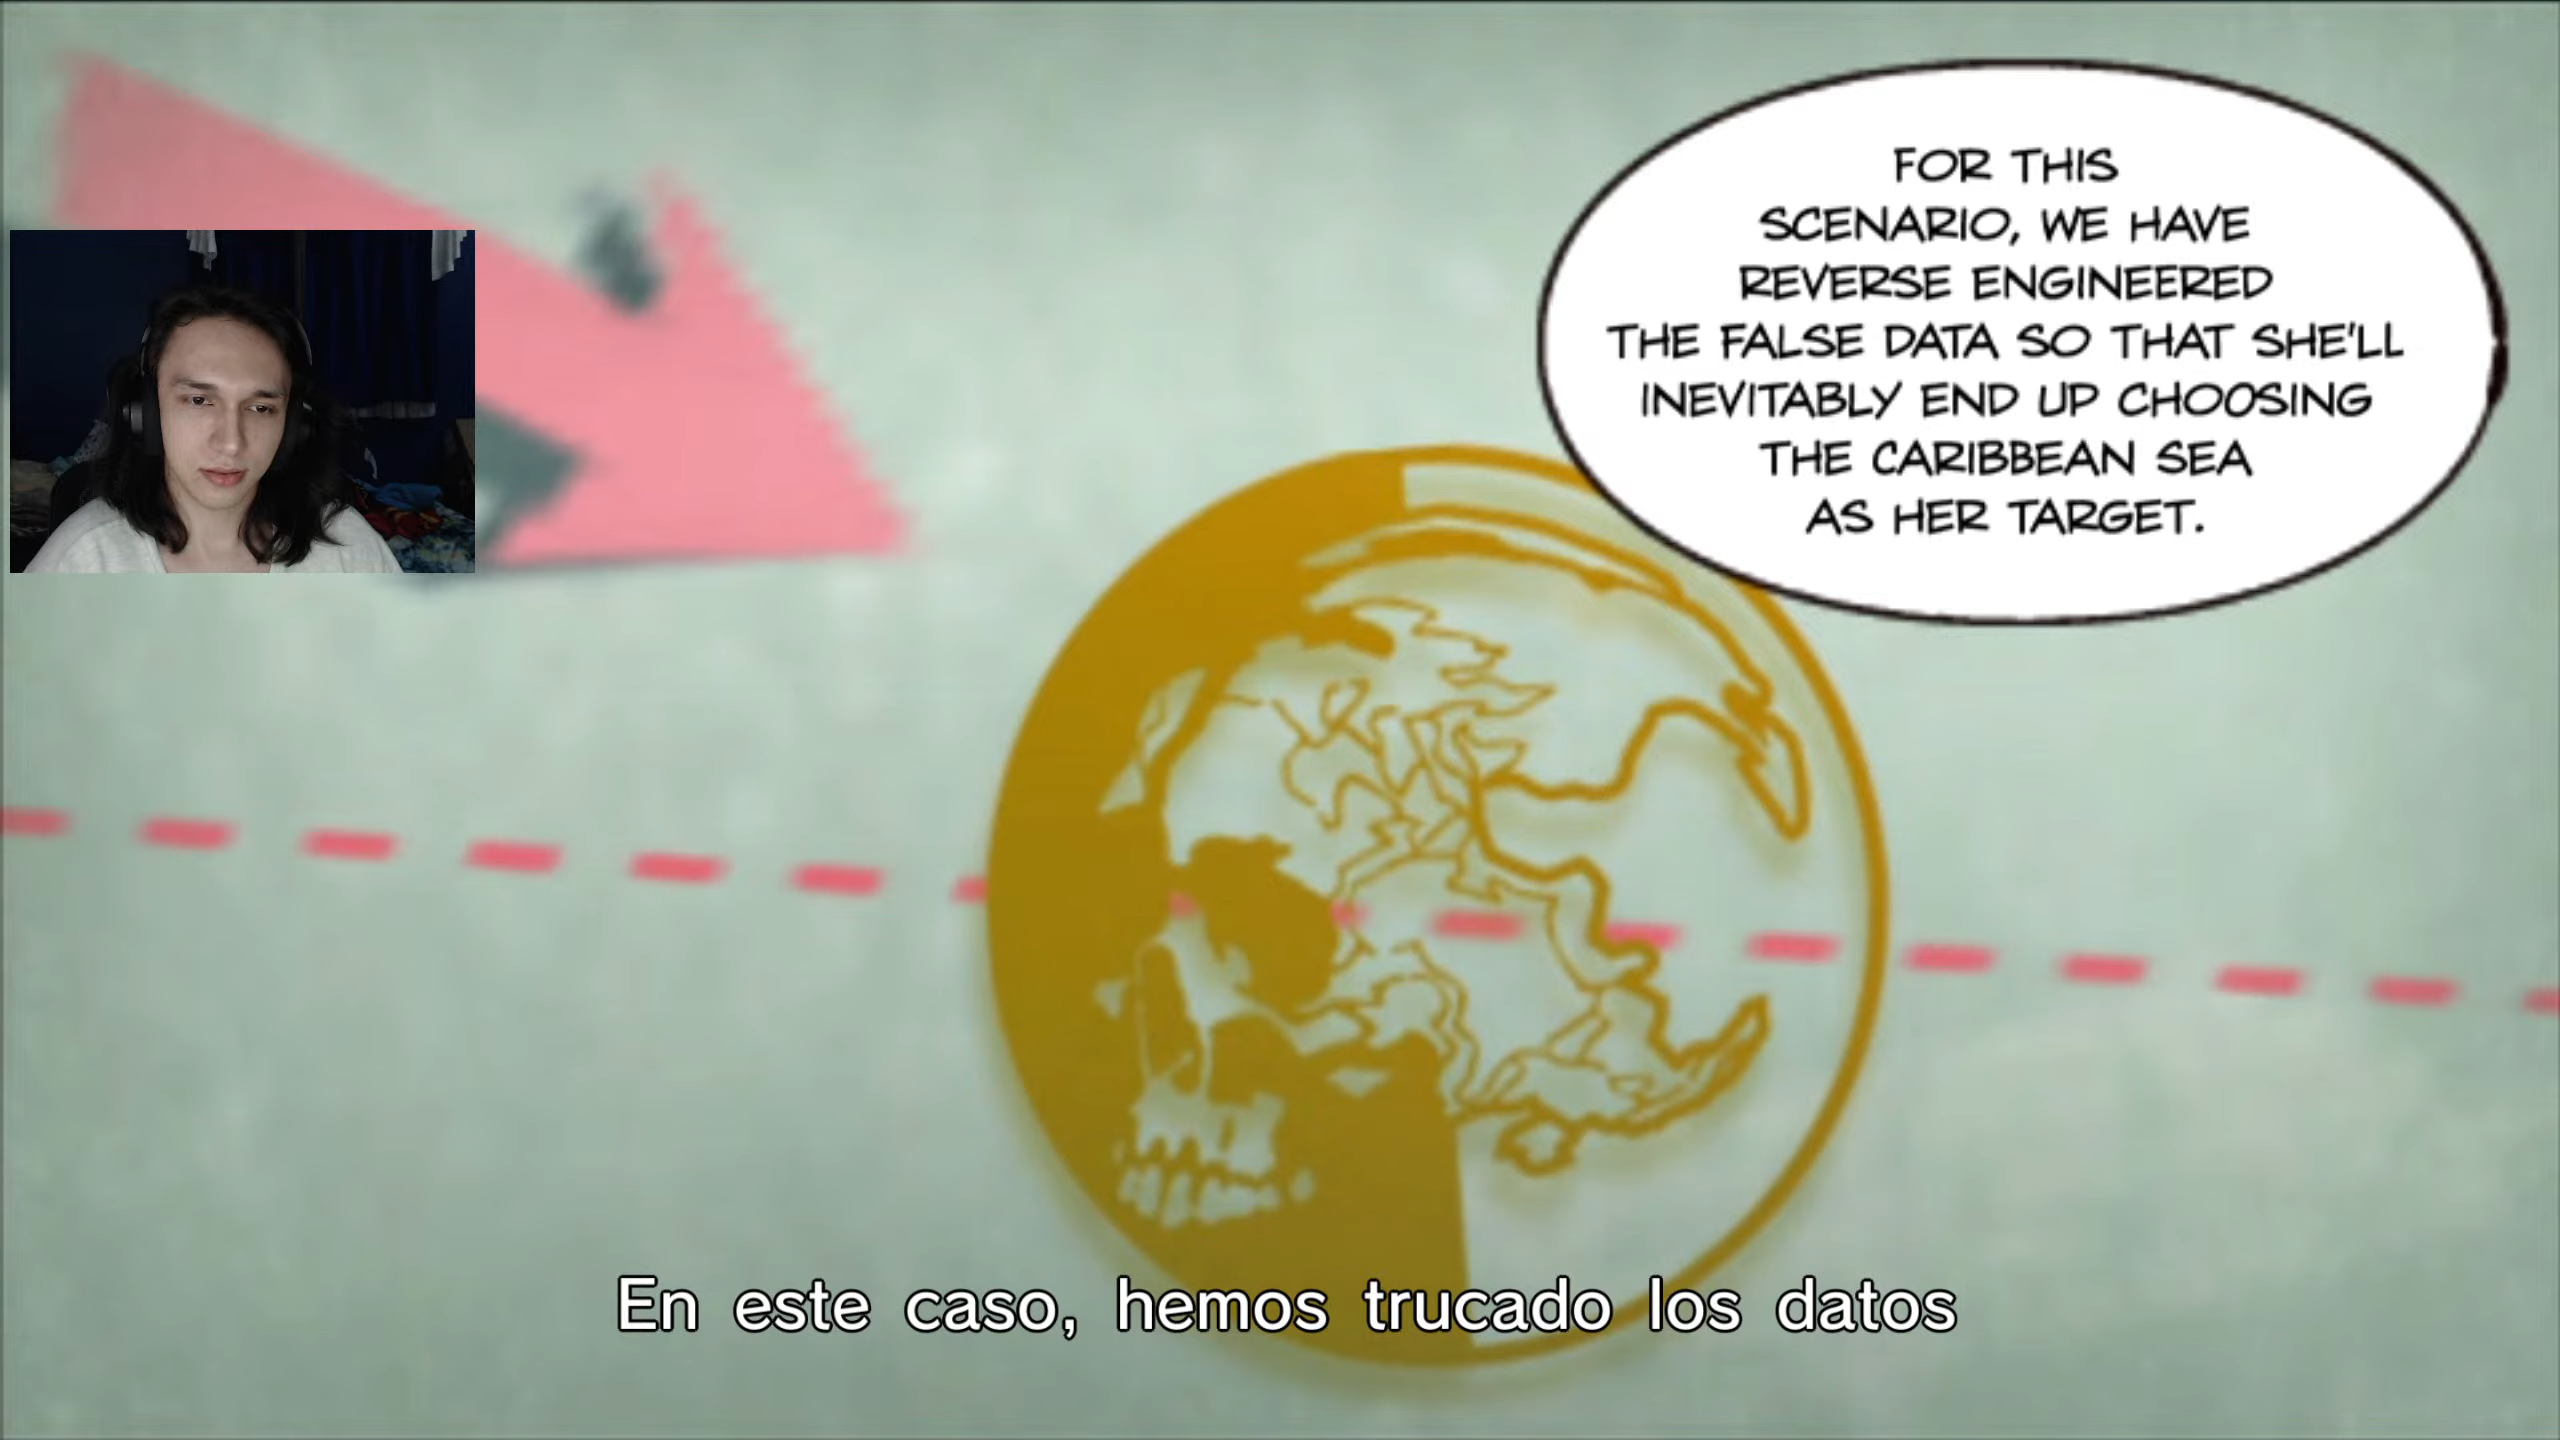 FOR THIS
SCENARIO, WE HAVE
REVERSE ENGINEERED
THE FALSE DATA SO THAT SHE'LL
INEVITABLY END UP CHOOSING
THE CARIBBEAN SEA
AS HER TARGET.
En este caso, hemos trucado los datos